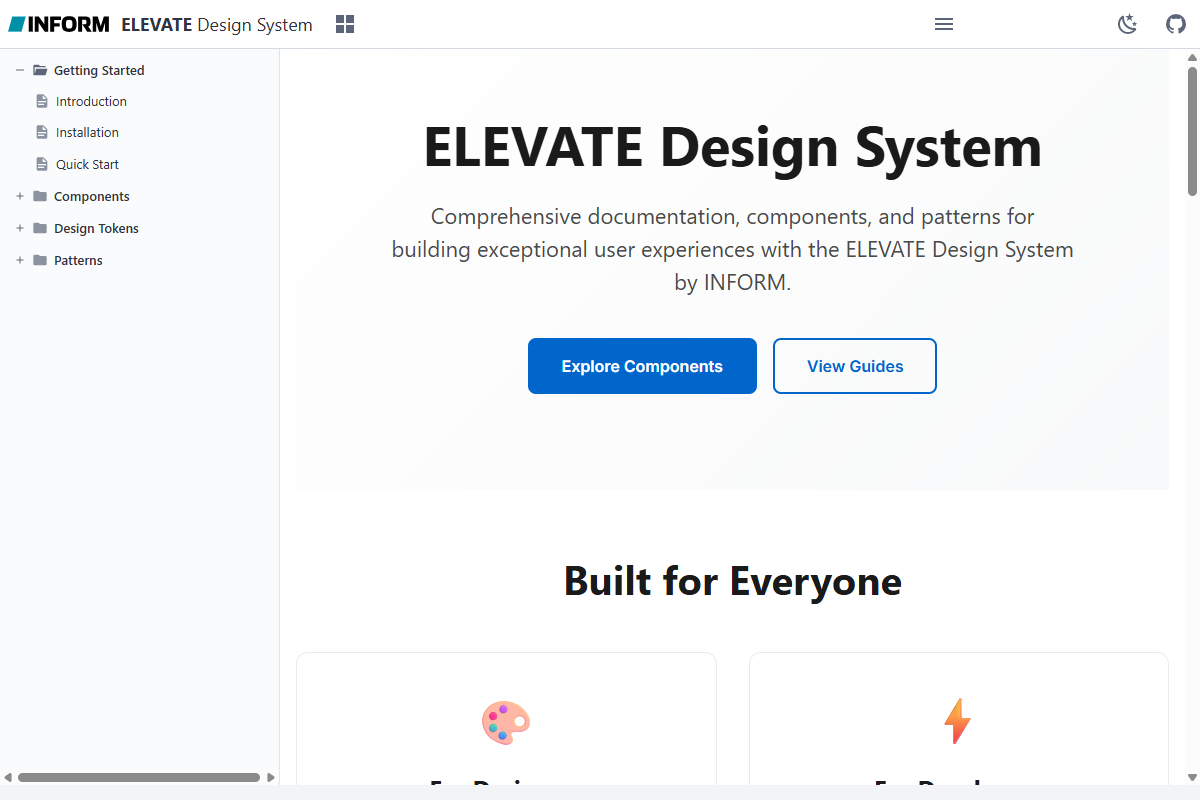 INFORM ELEVATE Design System
Getting Started
Introduction
Installation
Quick Start
Components
Design Tokens
Patterns
ELEVATE Design System
Comprehensive documentation, components, and patterns for
building exceptional user experiences with the ELEVATE Design System
by INFORM.
Explore Components
View Guides
Built for Everyone